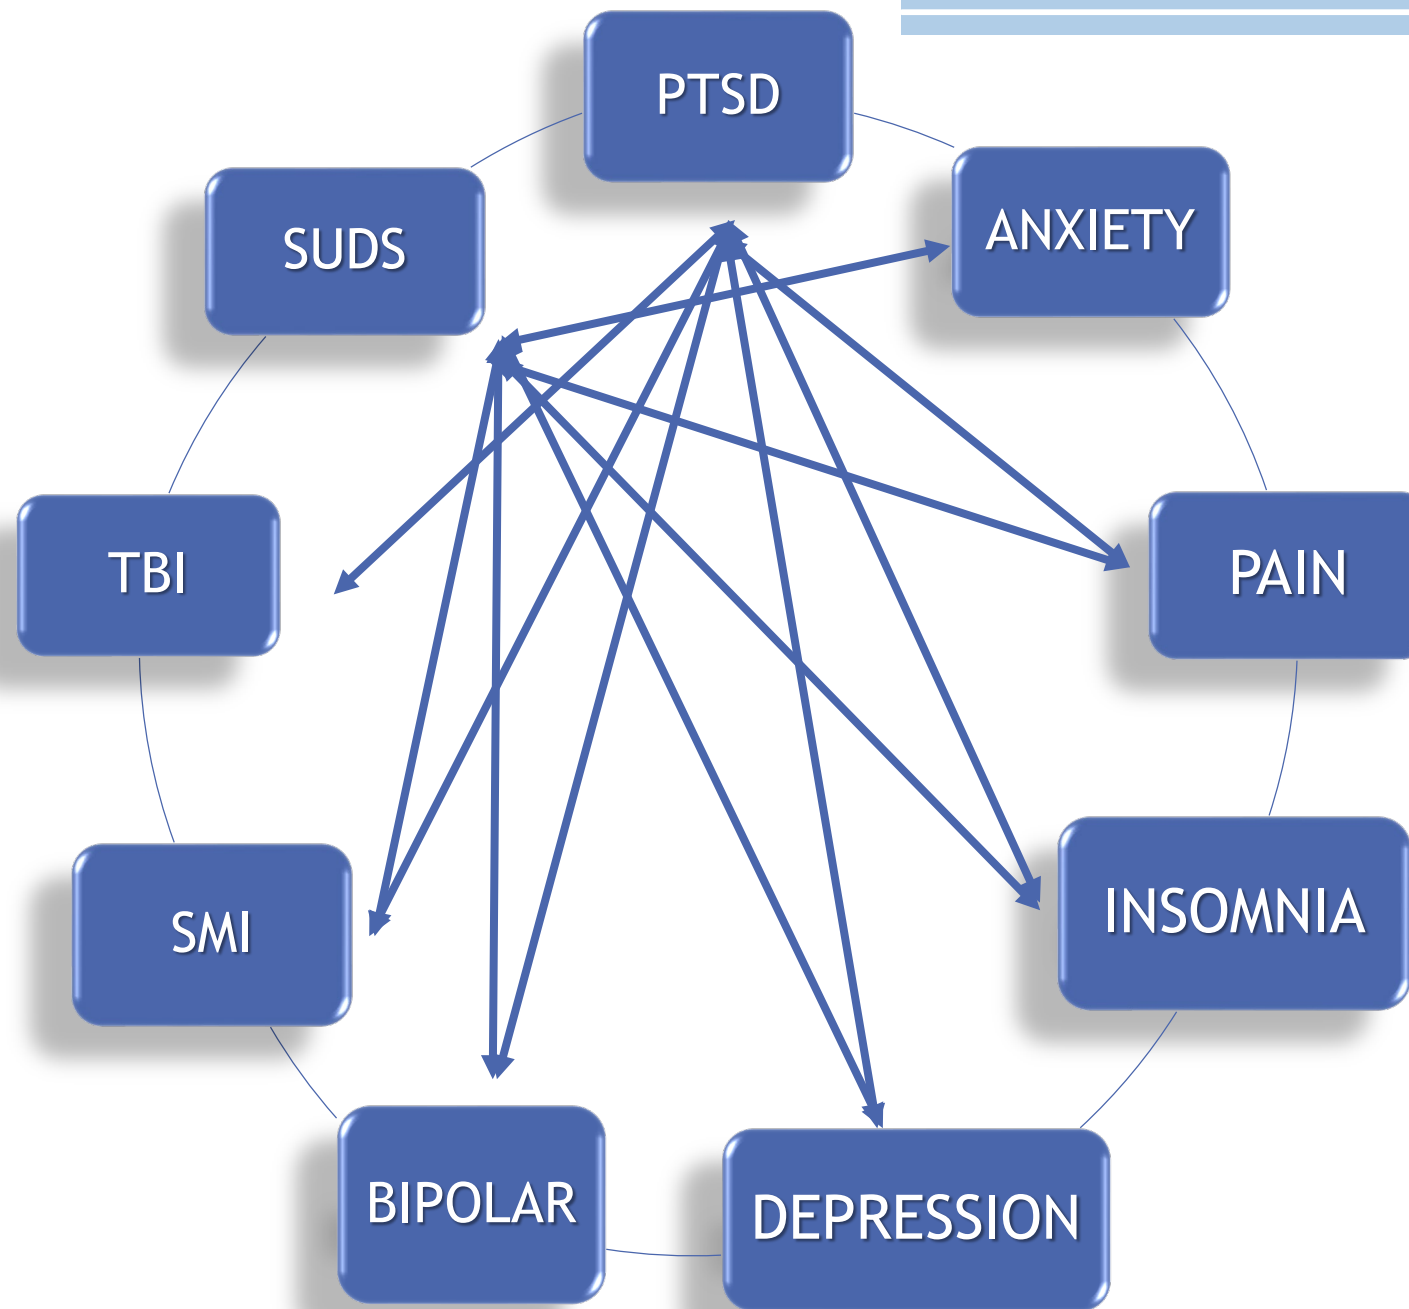 PTSD
ANXIETY
PAIN
INSOMNIA
DEPRESSION
BIPOLAR
SMI
TBI
SUDS